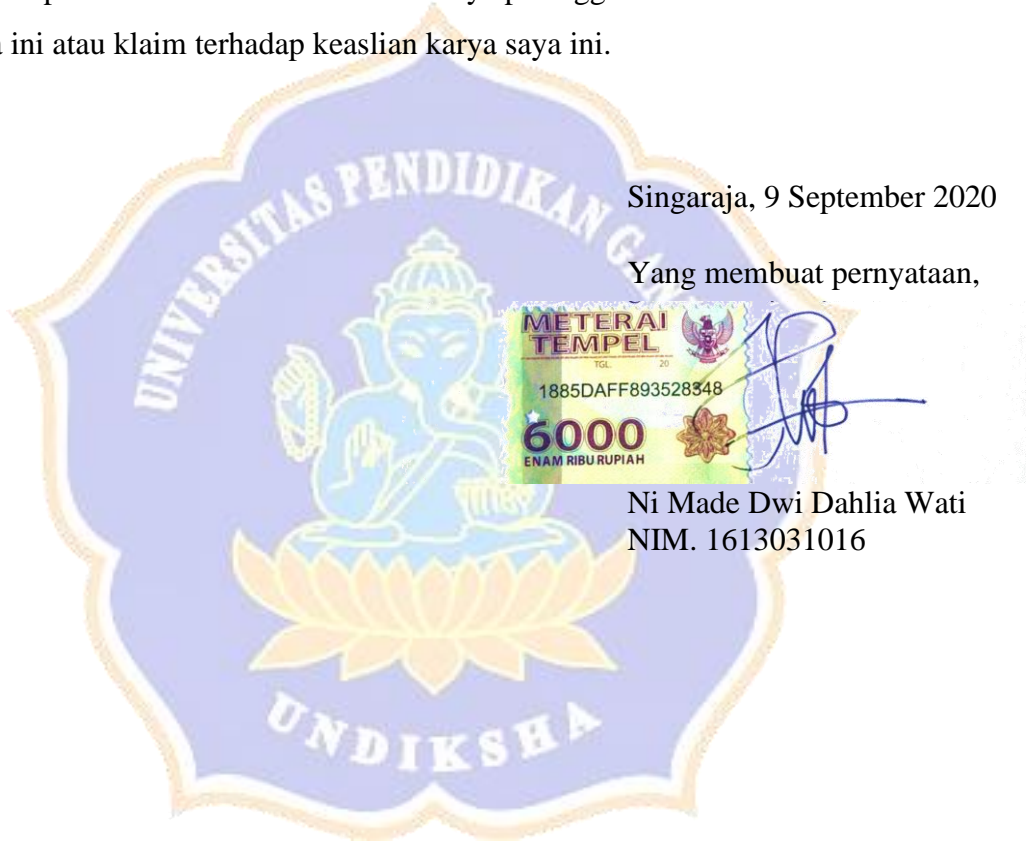 ini atau klaim terhadap keaslian karya saya ini.
UNIVERSITAS PENDIDIKAN
Singaraja, 9 September 2020
Yang membuat pernyataan,
METERAI
TEMPEL
TGL. 20
1885DAFF893528348
6000
ENAM RIBU RUPIAH
Ni Made Dwi Dahlia Wati
NIM. 1613031016
UNDIKSHA